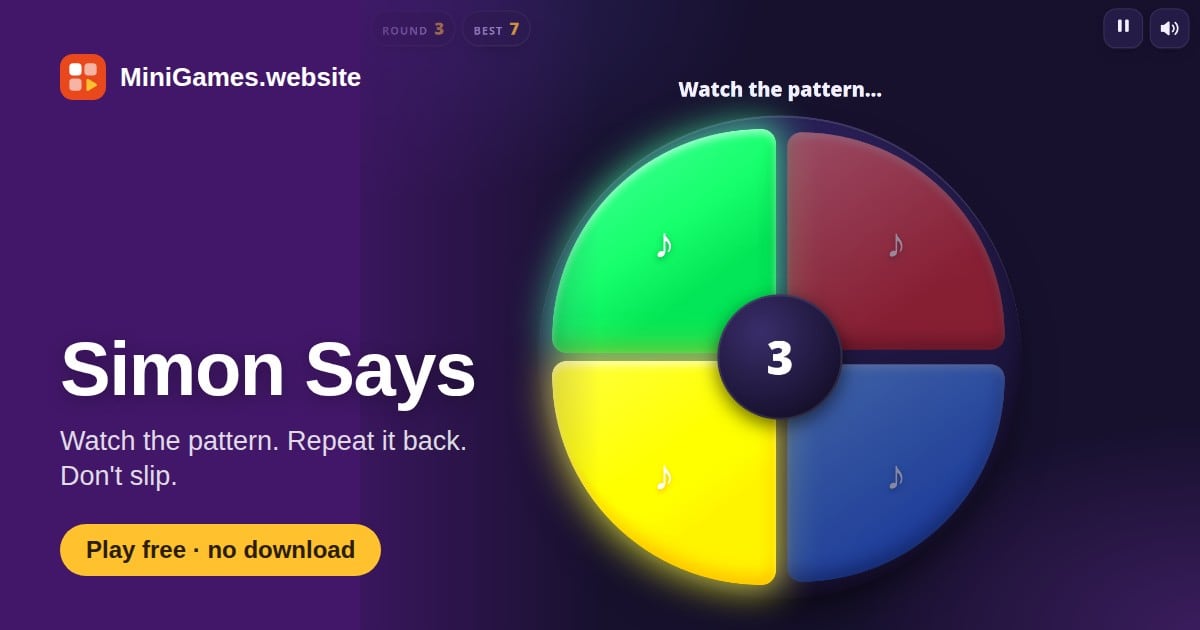 ROUND 3 BEST 7
MiniGames.website
Watch the pattern...
3
Simon Says
Watch the pattern. Repeat it back.
Don't slip.
Play free · no download